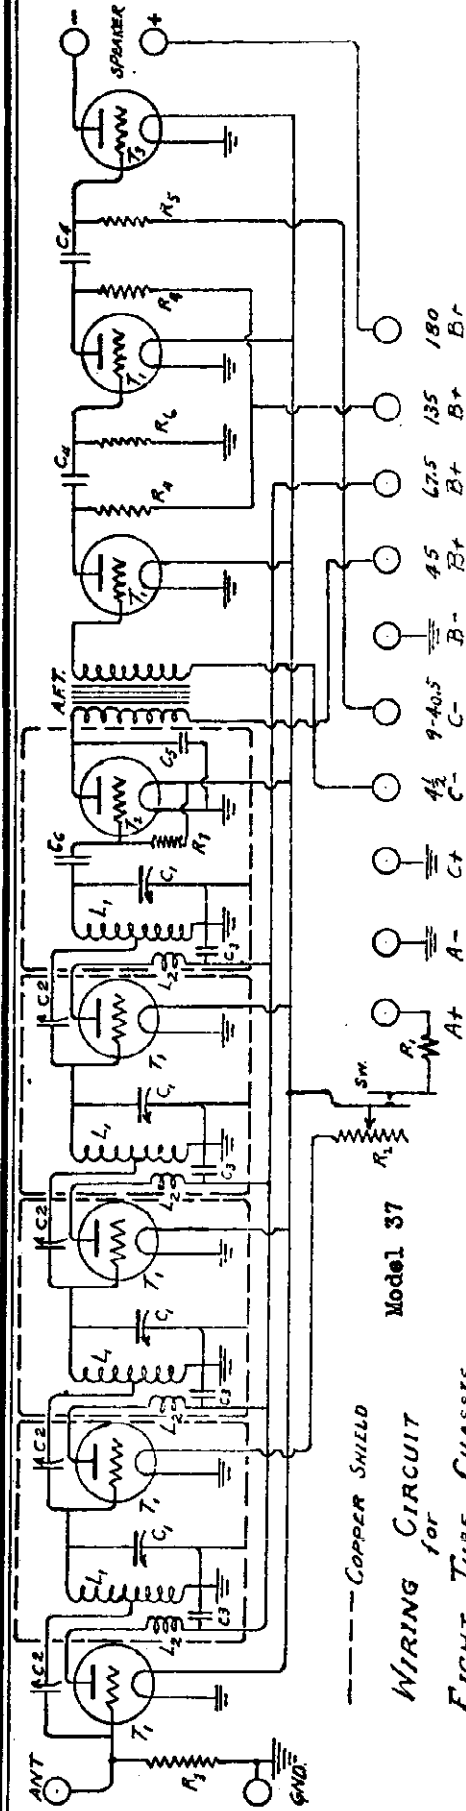 ANT
GND.
R3
C2
T1
L2
C3
L1
C1
C2
T1
L2
C3
L1
C1
C2
T1
L2
C3
L1
C1
C2
T1
L2
C3
L1
C1
C6
T2
R3
C5
A.F.T.
T1
R4
C4
R6
T1
R4
C4
R5
T3
- +
SPEAKER
R2
SW.
R1
A+
A-
C+
4½ C-
9-40.5 C-
B-
45 B+
67.5 B+
135 B+
180 B+
COPPER SHIELD
Model 37
WIRING CIRCUIT
for
EIGHT TUBE CHASSIS